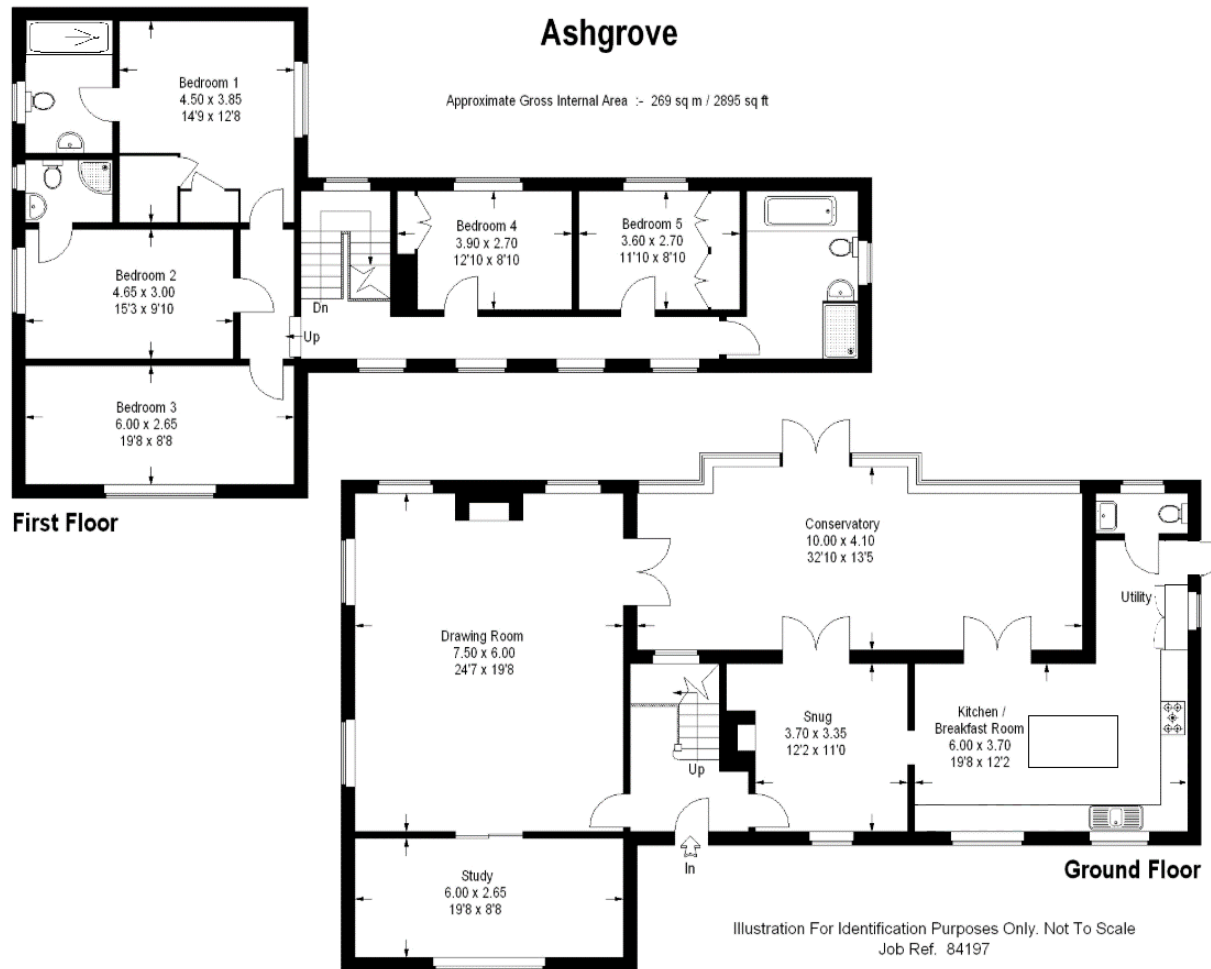 Ashgrove
Approximate Gross Internal Area :- 269 sq m / 2895 sq ft
Bedroom 1
4.50 x 3.85
14'9 x 12'8
Bedroom 2
4.65 x 3.00
15'3 x 9'10
Bedroom 3
6.00 x 2.65
19'8 x 8'8
Dn
Up
Bedroom 4
3.90 x 2.70
12'10 x 8'10
Bedroom 5
3.60 x 2.70
11'10 x 8'10
First Floor
Conservatory
10.00 x 4.10
32'10 x 13'5
Utility
Drawing Room
7.50 x 6.00
24'7 x 19'8
Up
Snug
3.70 x 3.35
12'2 x 11'0
Kitchen /
Breakfast Room
6.00 x 3.70
19'8 x 12'2
In
Study
6.00 x 2.65
19'8 x 8'8
Ground Floor
Illustration For Identification Purposes Only. Not To Scale
Job Ref. 84197